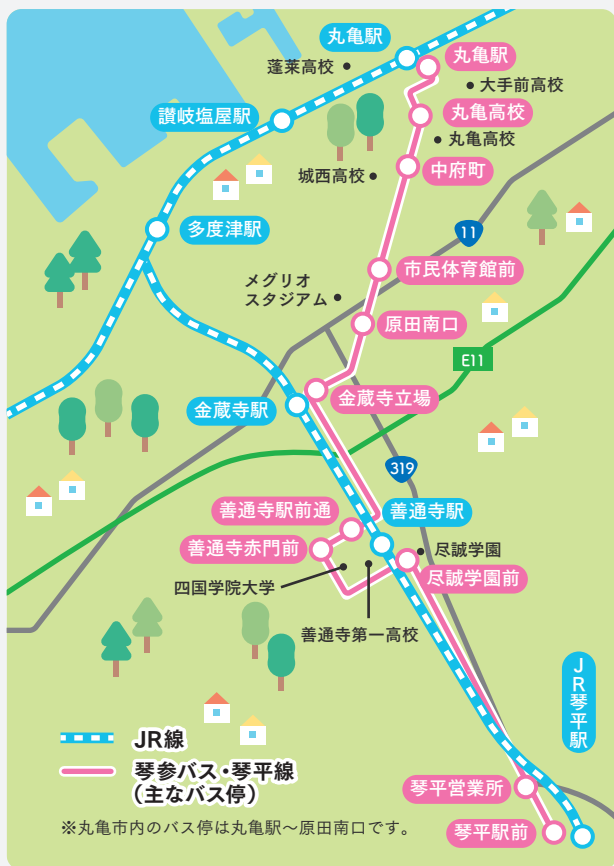 丸亀駅
丸亀駅
蓬莱高校
大手前高校
讃岐塩屋駅
丸亀高校
丸亀高校
城西高校
中府町
多度津駅
11
市民体育館前
メグリオ
スタジアム
原田南口
E11
金蔵寺駅
金蔵寺立場
319
善通寺駅前通
善通寺駅
善通寺赤門前
尽誠学園
尽誠学園前
四国学院大学
善通寺第一高校
JR琴平駅
JR線
琴参バス・琴平線
(主なバス停)
琴平営業所
琴平駅前
※丸亀市内のバス停は丸亀駅～原田南口です。